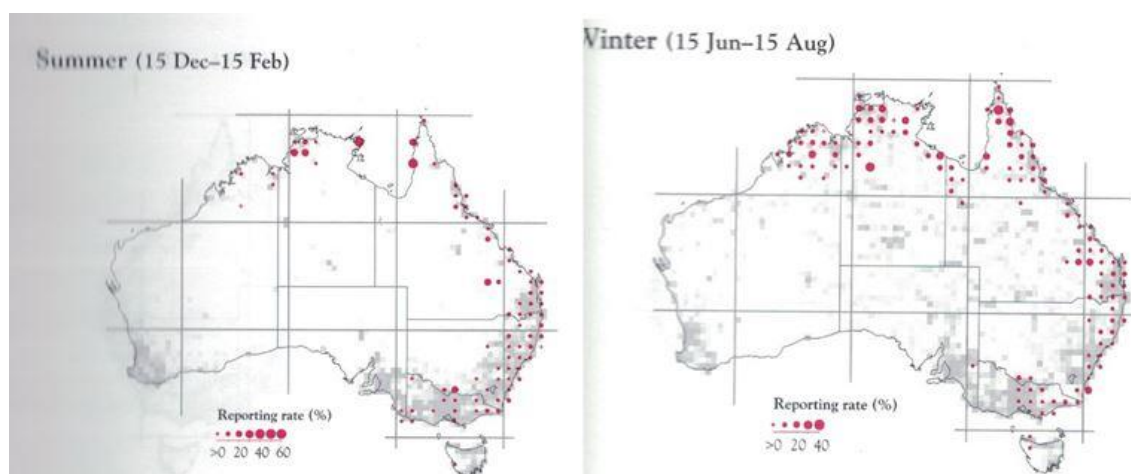 Summer (15 Dec–15 Feb)
Winter (15 Jun–15 Aug)
Reporting rate (%)
>0 20 40 60
Reporting rate (%)
>0 20 40